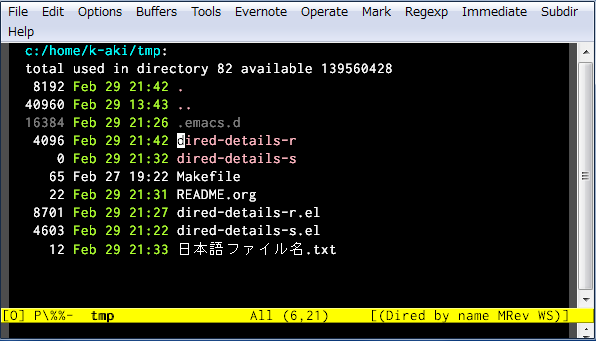 File Edit Options Buffers Tools Evernote Operate Mark Regexp Immediate Subdir
Help
c:/home/k-aki/tmp:
total used in directory 82 available 139560428
8192 Feb 29 21:42 .
40960 Feb 29 13:43 ..
16384 Feb 29 21:26 .emacs.d
4096 Feb 29 21:42 dired-details-r
0 Feb 29 21:32 dired-details-s
65 Feb 27 19:22 Makefile
22 Feb 29 21:31 README.org
8701 Feb 29 21:27 dired-details-r.el
4603 Feb 29 21:22 dired-details-s.el
12 Feb 29 21:33 日本語ファイル名.txt
[O] P\%%- tmp All (6,21) [(Dired by name MRev WS)]